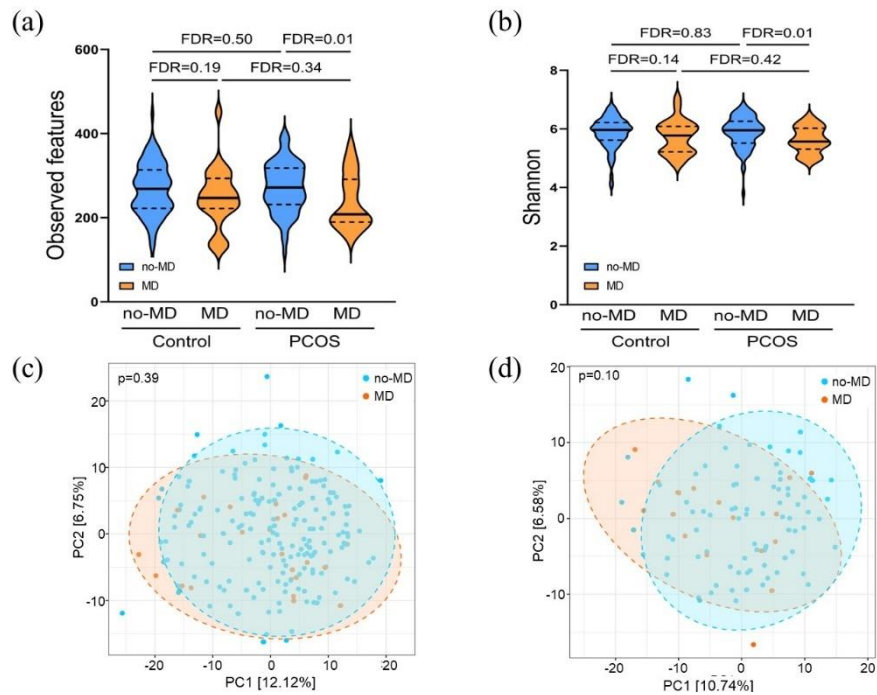 (a)
FDR=0.50 FDR=0.01
FDR=0.19 FDR=0.34
600
400
200
0
Observed features
no-MD
MD
no-MD MD no-MD MD
Control PCOS
(b)
FDR=0.83 FDR=0.01
FDR=0.14 FDR=0.42
8
6
4
2
0
Shannon
no-MD
MD
no-MD MD no-MD MD
Control PCOS
(c)
p=0.39
no-MD
MD
20
10
0
-10
PC2 [6.75%]
-20 -10 0 10 20
PC1 [12.12%]
(d)
p=0.10
no-MD
MD
20
10
0
-10
PC2 [6.58%]
-20 -10 0 10 20
PC1 [10.74%]